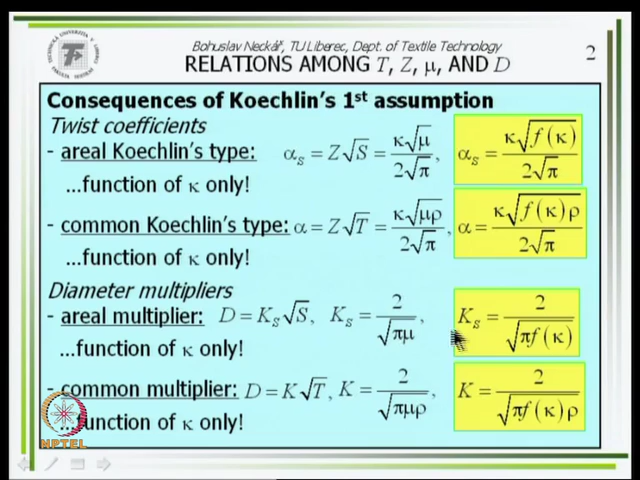 Bohuslav Neckář, TU Liberec, Dept. of Textile Technology
2
RELATIONS AMONG T, Z, μ, AND D
Consequences of Koechlin's 1st assumption
Twist coefficients
- areal Koechlin's type: α_S = Z√S = κ√μ / 2√π, α_S = κ√f(κ) / 2√π
...function of κ only!
- common Koechlin's type: α = Z√T = κ√μρ / 2√π, α = κ√f(κ)ρ / 2√π
...function of κ only!
Diameter multipliers
- areal multiplier: D = K_S√S, K_S = 2 / √πμ, K_S = 2 / √πf(κ)
...function of κ only!
- common multiplier: D = K√T, K = 2 / √πμρ, K = 2 / √πf(κ)ρ
...function of κ only!
NPTEL